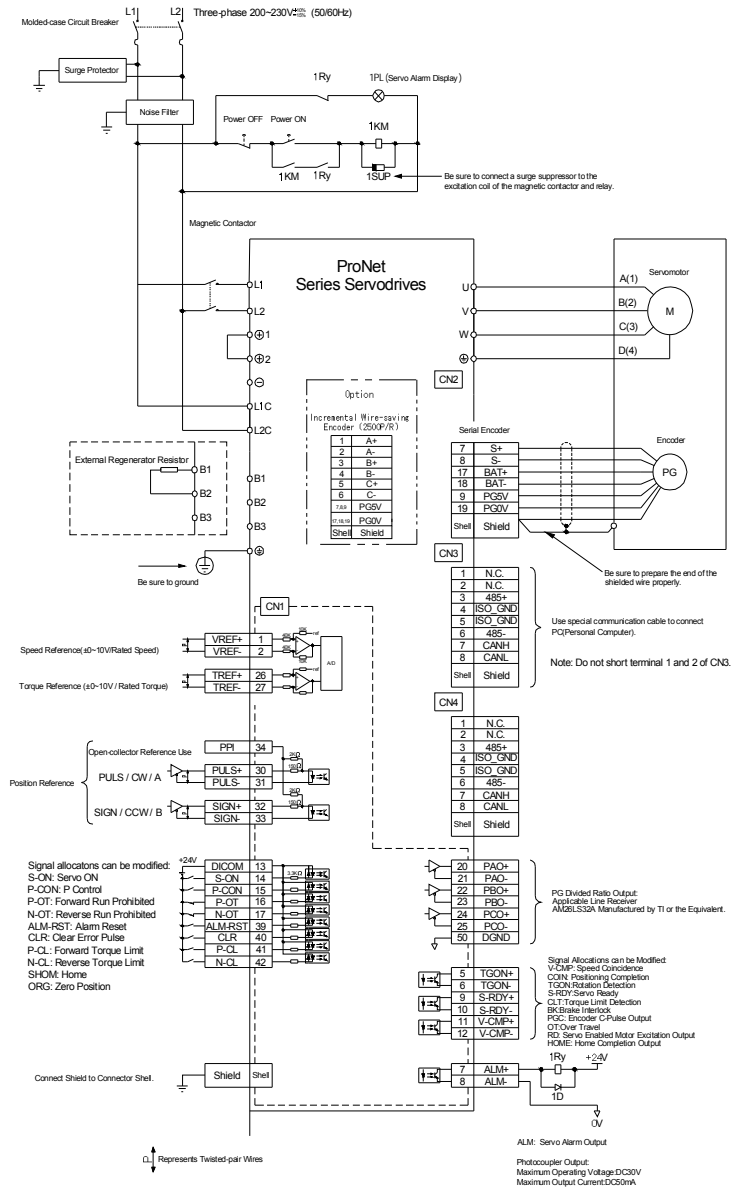 L1 L2 Three-phase 200~230V +10% -15% (50/60Hz)
Molded-case Circuit Breaker
Surge Protector
1Ry
1PL (Servo Alarm Display)
Noise Filter
Power OFF Power ON
1KM
1KM 1Ry 1SUP
Be sure to connect a surge suppressor to the
excitation coil of the magnetic contactor and relay.
Magnetic Contactor
ProNet
Series Servodrives
L1
L2
1
2
L1C
L2C
U
V
W
A(1)
B(2)
C(3)
D(4)
Servomotor
M
CN2
Option
Incremental Wire-saving
Encoder (2500P/R)
1 A+
2 A-
3 B+
4 B-
5 C+
6 C-
7,8,9 PG5V
17,18,19 PG0V
Shell Shield
External Regenerator Resistor
B1
B2
B3
B1
B2
B3
Be sure to ground
Serial Encoder
7 S+
8 S-
17 BAT+
18 BAT-
9 PG5V
19 PG0V
Shell Shield
Encoder
PG
Be sure to prepare the end of the
shielded wire properly.
CN3
1 N.C.
2 N.C.
3 485+
4 ISO_GND
5 ISO_GND
6 485-
7 CANH
8 CANL
Shell Shield
Use special communication cable to connect
PC(Personal Computer).
Note: Do not short terminal 1 and 2 of CN3.
CN4
1 N.C.
2 N.C.
3 485+
4 ISO_GND
5 ISO_GND
6 485-
7 CANH
8 CANL
Shell Shield
CN1
Speed Reference(±0~10V/Rated Speed)
P
VREF+ 1
VREF- 2
ref
A/D
Torque Reference (±0~10V / Rated Torque)
P
TREF+ 26
TREF- 27
ref
Open-collector Reference Use
PPI 34
2KΩ
150Ω
Position Reference
PULS / CW / A
P
PULS+ 30
PULS- 31
2KΩ
150Ω
SIGN / CCW / B
P
SIGN+ 32
SIGN- 33
+24V
Signal allocatons can be modified:
S-ON: Servo ON
P-CON: P Control
P-OT: Forward Run Prohibited
N-OT: Reverse Run Prohibited
ALM-RST: Alarm Reset
CLR: Clear Error Pulse
P-CL: Forward Torque Limit
N-CL: Reverse Torque Limit
SHOM: Home
ORG: Zero Position
DICOM 13
S-ON 14
P-CON 15
P-OT 16
N-OT 17
ALM-RST 39
CLR 40
P-CL 41
N-CL 42
3.3KΩ
20 PAO+
21 PAO-
22 PBO+
23 PBO-
24 PCO+
25 PCO-
50 DGND
PG Divided Ratio Output:
Applicable Line Receiver
AM26LS32A Manufactured by TI or the Equivalent.
5 TGON+
6 TGON-
9 S-RDY+
10 S-RDY-
11 V-CMP+
12 V-CMP-
Signal Allocations can be Modified:
V-CMP: Speed Coincidence
COIN: Positioning Completion
TGON:Rotation Detection
S-RDY:Servo Ready
CLT:Torque Limit Detection
BK:Brake Interlock
PGC: Encoder C-Pulse Output
OT:Over Travel
RD: Servo Enabled Motor Excitation Output
HOME: Home Completion Output
7 ALM+
8 ALM-
1Ry +24V
1D
0V
ALM: Servo Alarm Output
Connect Shield to Connector Shell.
Shield Shell
P Represents Twisted-pair Wires
Photocoupler Output:
Maximum Operating Voltage:DC30V
Maximum Output Current:DC50mA